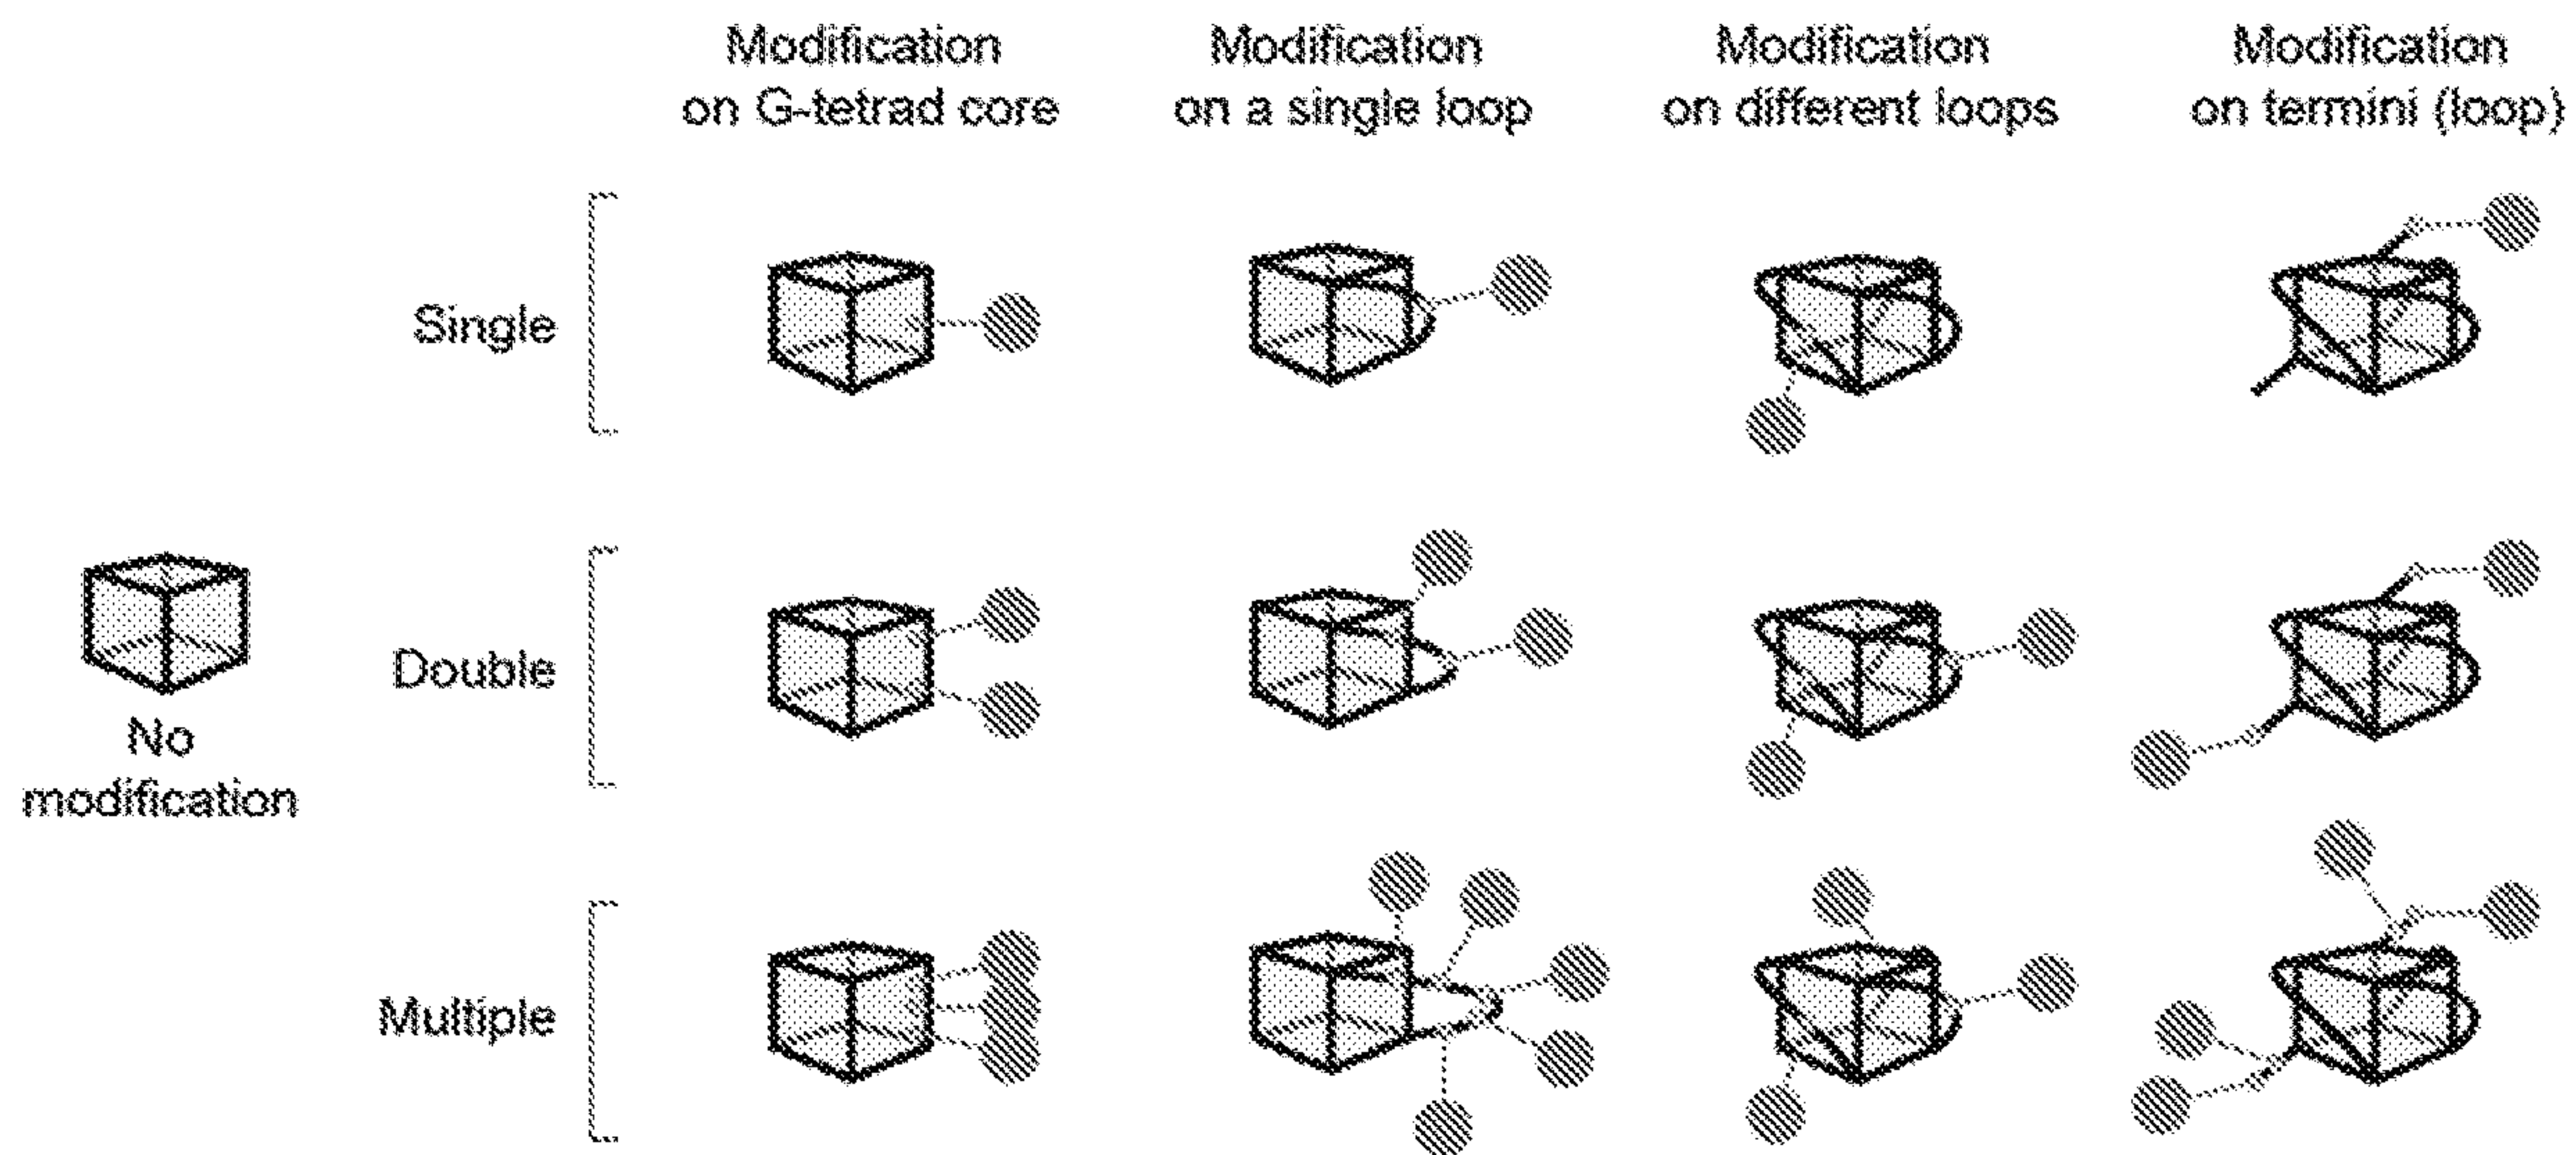 Modification
on G-tetrad core
Modification
on a single loop
Modification
on different loops
Modification
on termini (loop)
Single
Double
No
modification
Multiple